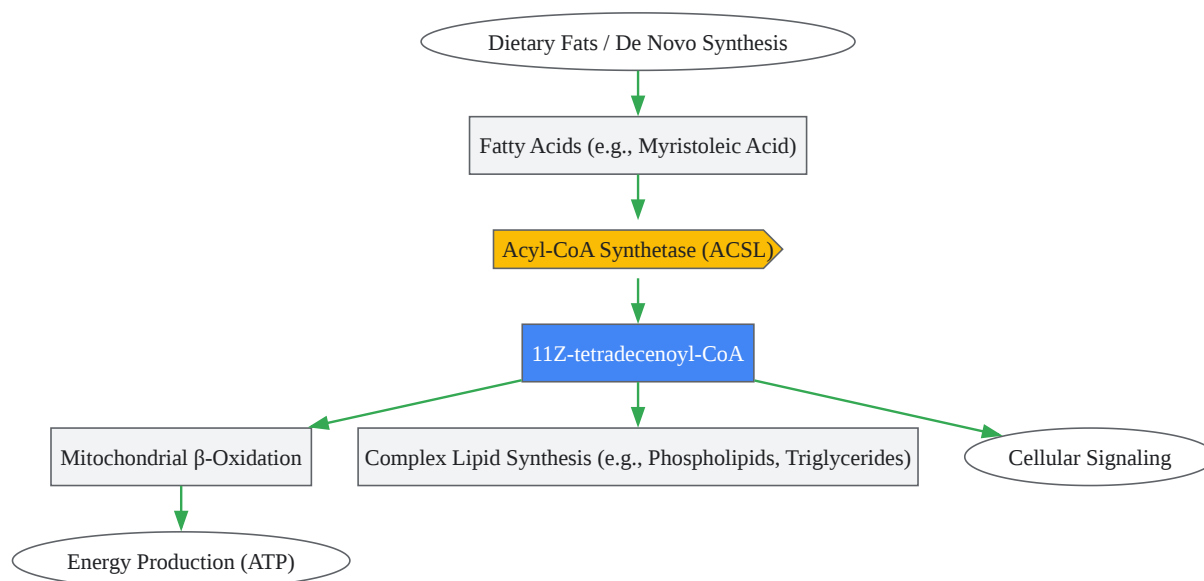 Dietary Fats / De Novo Synthesis
Fatty Acids (e.g., Myristoleic Acid)
Acyl-CoA Synthetase (ACSL)
11Z-tetradecenoyl-CoA
Mitochondrial β-Oxidation
Complex Lipid Synthesis (e.g., Phospholipids, Triglycerides)
Cellular Signaling
Energy Production (ATP)